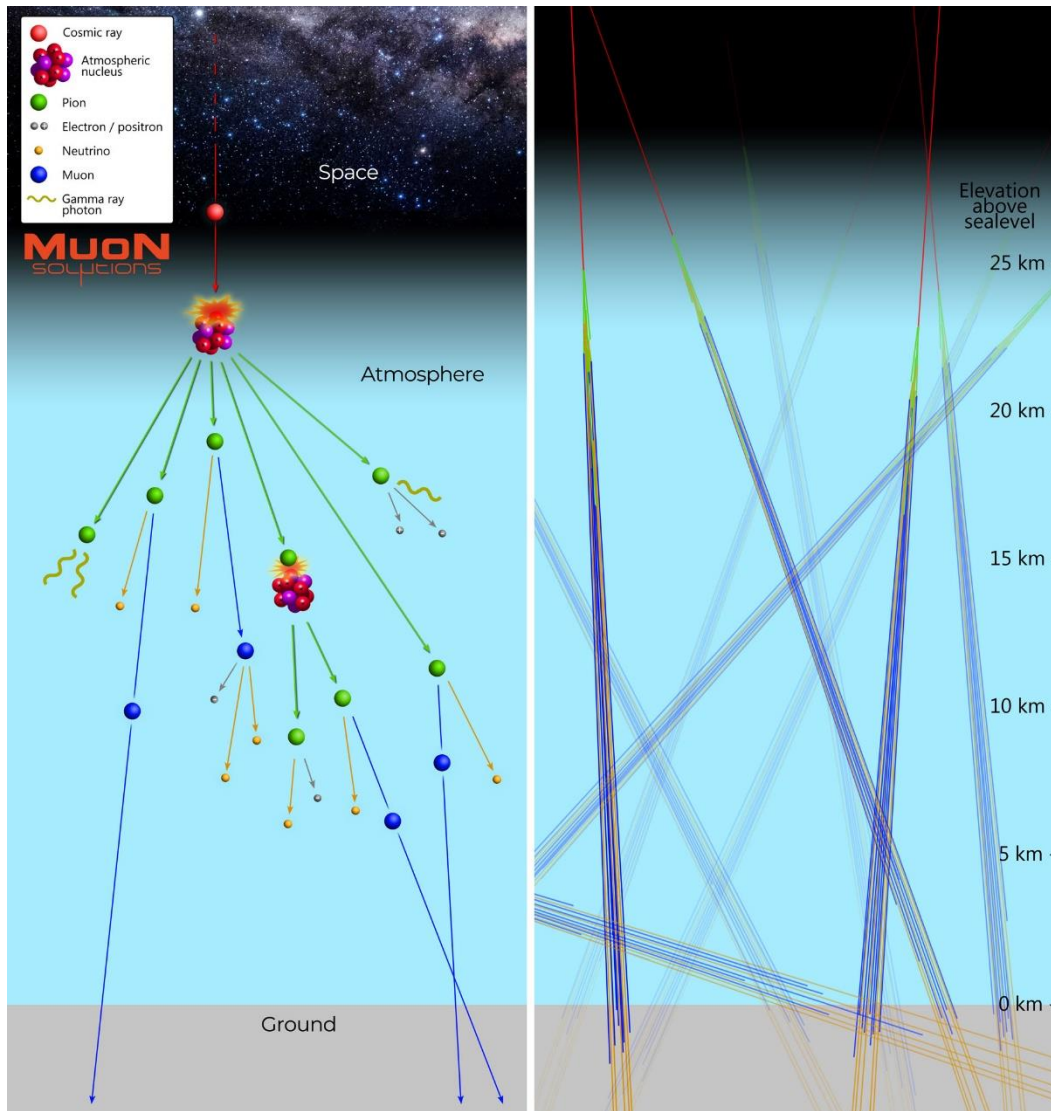 Cosmic ray
Atmospheric
nucleus
Pion
Electron / positron
Neutrino
Muon
Gamma ray
photon
MuoN
solutions
Space
Atmosphere
Ground
Elevation
above
sealevel
25 km
20 km
15 km
10 km
5 km
0 km